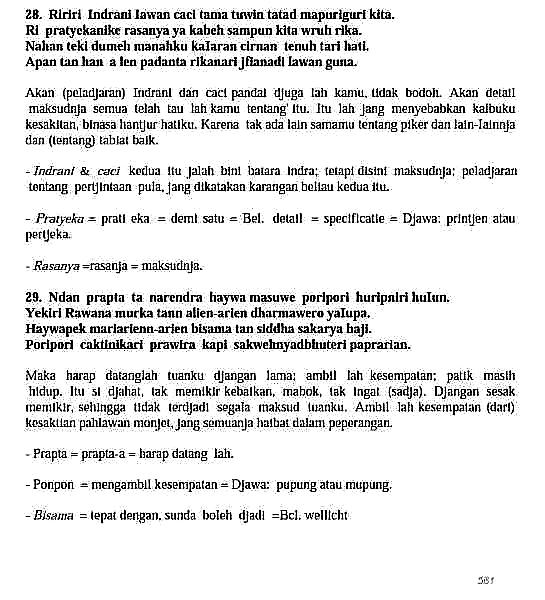 28. Ririri Indrani lawan caci tama tuwin tatad mapuriguri kita.
Ri pratyekanike rasanya ya kabeh sampun kita wruh rika.
Nahan teki dumeh manahku kalaran cirnan tenuh tari hati.
Apan tan han a len padanta rikanari jfianadi lawan guna.
Akan (peladjaran) Indrani dan caci pandai djuga lah kamu, tidak bodoh. Akan detail
maksudnja semua telah tau lah kamu tentang' itu. Itu lah jang menyebabkan kalbuku
kesakitan, binasa hantjur hatiku. Karena tak ada lain samamu tentang piker dan lain-lainnja
dan (tentang) tabiat baik.
- Indrani & caci kedua itu jalah bini batara Indra; tetapi disini maksudnja; peladjaran
tentang pertjintaan pula, jang dikatakan karangan beliau kedua itu.
- Pratyeka = prati eka = demi satu = Bel. detail = specificatie = Djawa: printjen atau
pertjeka.
- Rasanya =rasanja = maksudnja.
29. Ndan prapta ta narendra haywa masuwe poripori huripniri hulun.
Yekiri Rawana murka tann alien-arien dharmawero yalupa.
Haywapek mariarienn-arien bisama tan siddha sakarya haji.
Poripori caktinikari prawira kapi sakwehnyadbhuteri paprarian.
Maka harap datanglah tuanku djangan lama; ambil lah kesempatan; patik masih
hidup. Itu si djahat, tak memikir kebaikan, mabok, tak ingat (sadja). Djangan sesak
memikir, sehingga tidak terdjadi segala maksud tuanku. Ambil lah kesempatan (dari)
kesaktian pahlawan monjet, jang semuanja haibat dalam peperangan.
- Prapta = prapta-a = harap datang lah.
- Ponpon = mengambil kesempatan = Djawa: pupung atau mupung.
- Bisama = tepat dengan, sunda boleh djadi =Bcl. wellicht
581